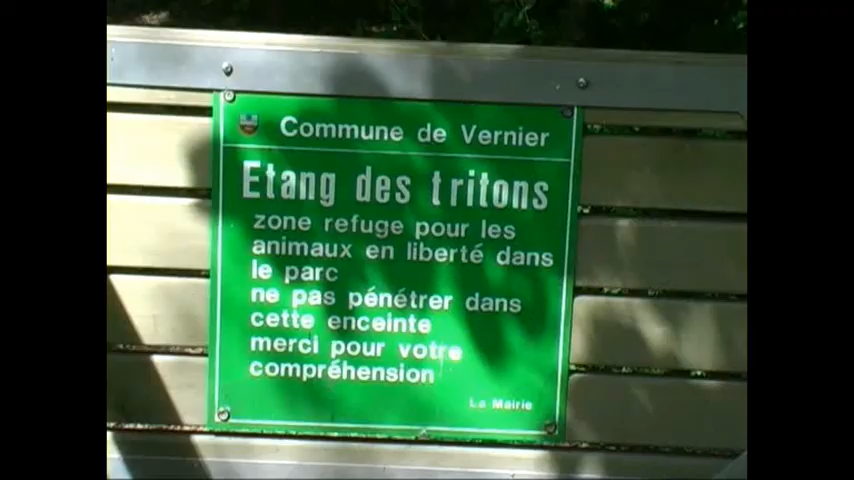 Commune de Vernier
Etang des tritons
zone refuge pour les
animaux en liberté dans
le parc
ne pas pénétrer dans
cette enceinte
merci pour votre
compréhension
La Mairie